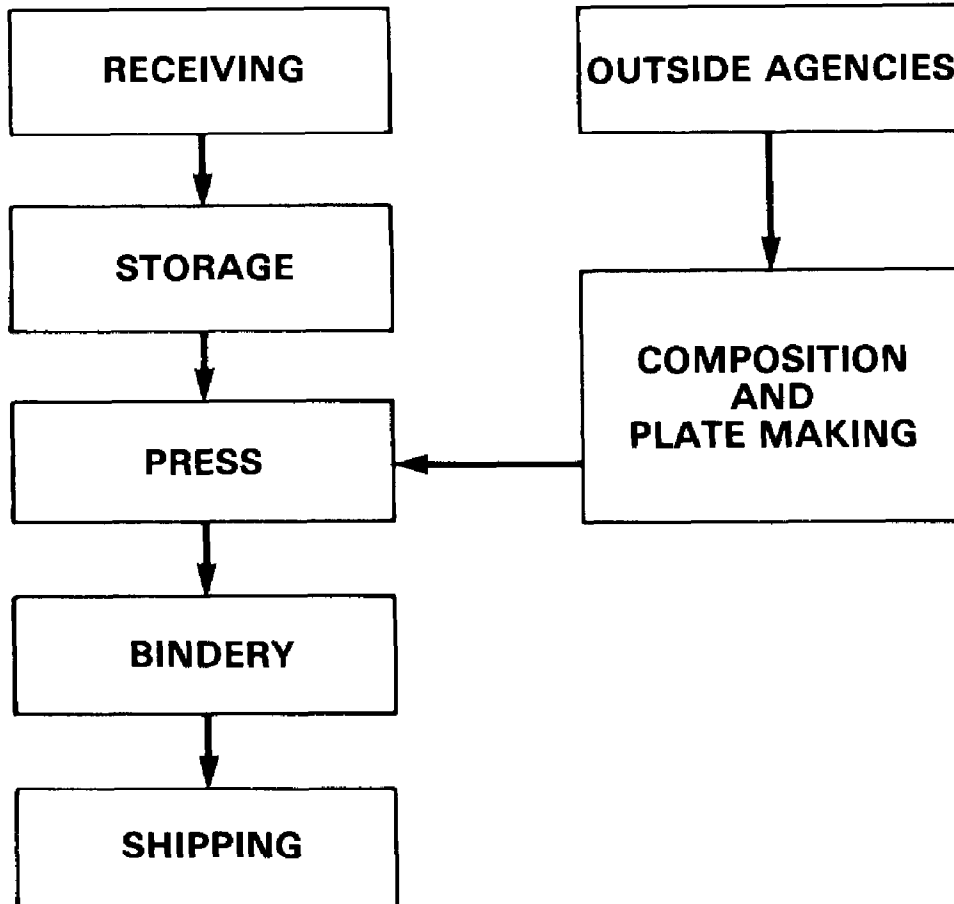 RECEIVING
OUTSIDE AGENCIES
STORAGE
COMPOSITION
AND
PLATE MAKING
PRESS
BINDERY
SHIPPING